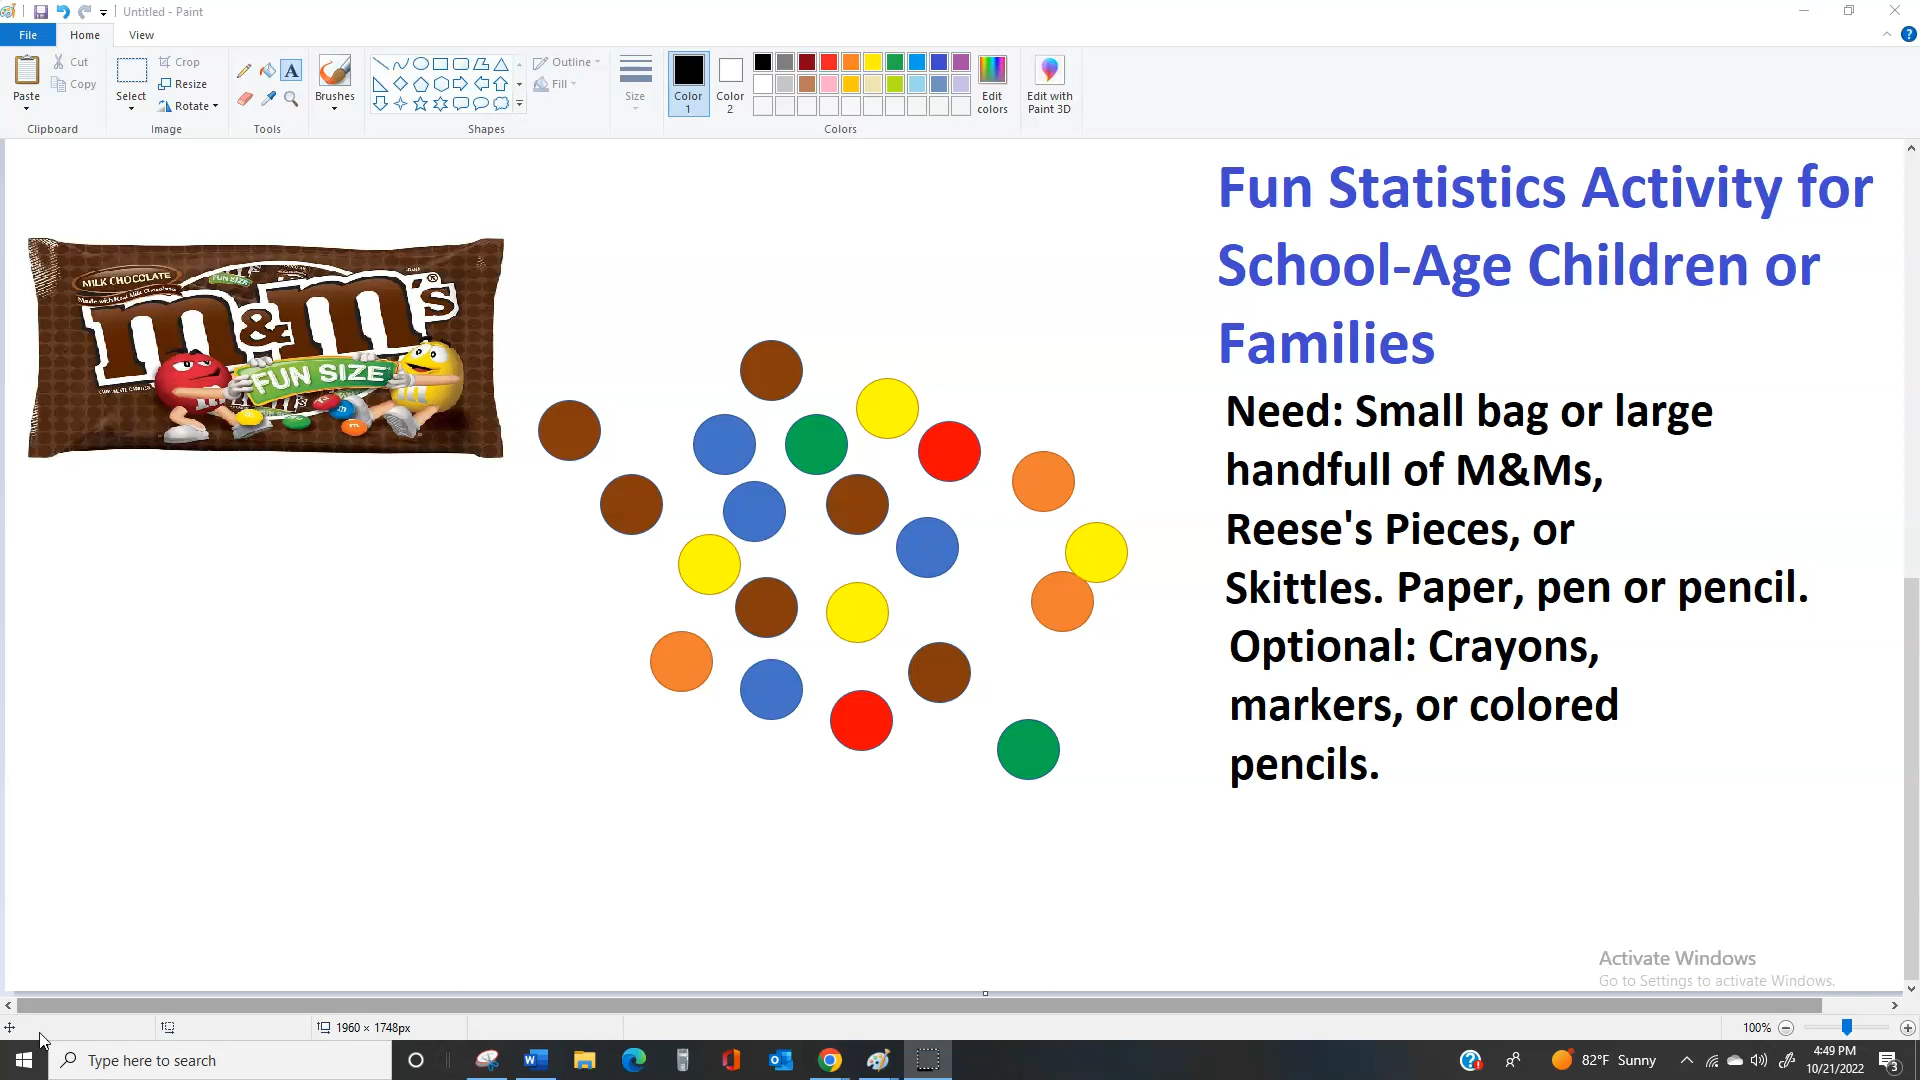 Untitled - Paint
File Home View
Paste
Cut
Copy
Clipboard
Select
Crop
Resize
Rotate
Image
A
Tools
Brushes
Shapes
Outline
Fill
Size
Color 1
Color 2
Edit colors
Colors
Edit with Paint 3D
Fun Statistics Activity for
School-Age Children or
Families
Need: Small bag or large
handfull of M&Ms,
Reese's Pieces, or
Skittles. Paper, pen or pencil.
Optional: Crayons,
markers, or colored
pencils.
MILK CHOCOLATE
FUN SIZE
m&m's®
FUN SIZE
Activate Windows
Go to Settings to activate Windows.
1960 × 1748px
100%
Type here to search
82°F Sunny
4:49 PM
10/21/2022
3